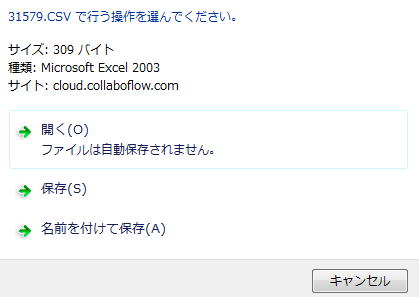 31579.CSV で行う操作を選んでください。
サイズ: 309 バイト
種類: Microsoft Excel 2003
サイト: cloud.collaboflow.com
開く(O)
ファイルは自動保存されません。
保存(S)
名前を付けて保存(A)
キャンセル